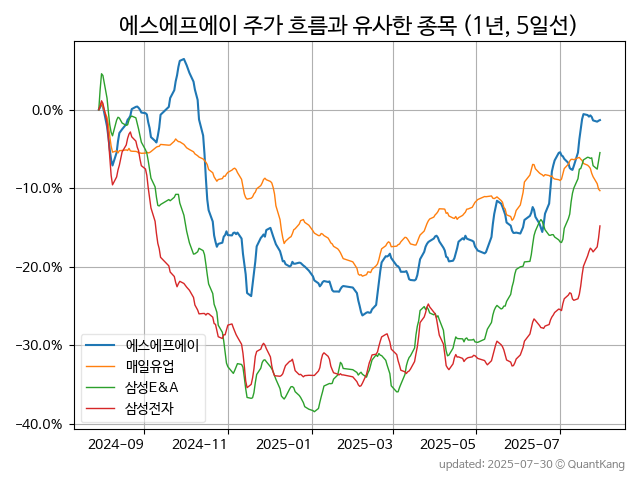 에스에프에이 주가 흐름과 유사한 종목 (1년, 5일선)
0.0%
−10.0%
−20.0%
−30.0%
−40.0%
에스에프에이
매일유업
삼성E&A
삼성전자
2024-09 2024-11 2025-01 2025-03 2025-05 2025-07
updated: 2025-07-30 © QuantKang